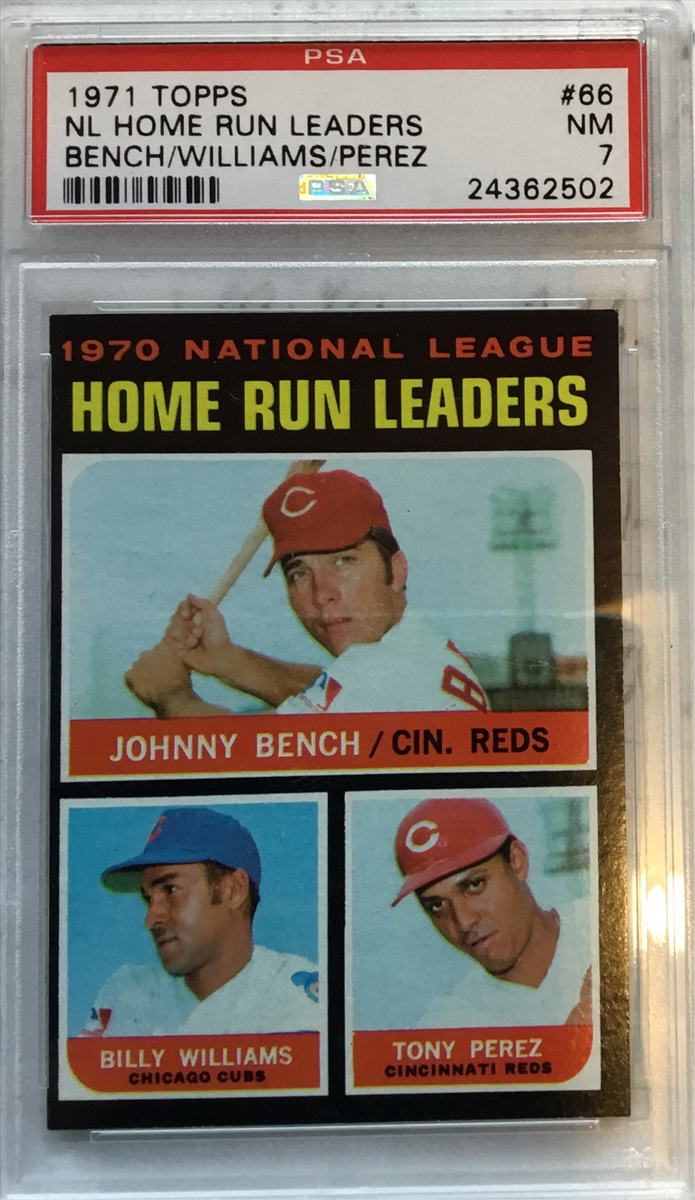 PSA
1971 TOPPS #66
NL HOME RUN LEADERS NM
BENCH/WILLIAMS/PEREZ 7
PSA 24362502
1970 NATIONAL LEAGUE
HOME RUN LEADERS
C
JOHNNY BENCH / CIN. REDS
C
BILLY WILLIAMS
CHICAGO CUBS
TONY PEREZ
CINCINNATI REDS